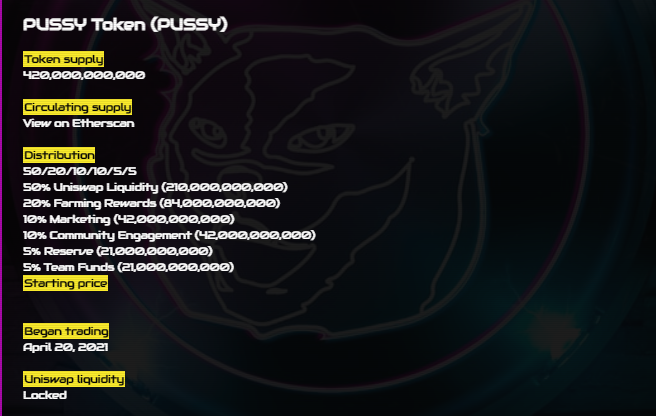 PUSSY Token (PUSSY)
Token supply
420,000,000,000
Circulating supply
View on Etherscan
Distribution
50/20/10/10/5/5
50% Uniswap Liquidity (210,000,000,000)
20% Farming Rewards (84,000,000,000)
10% Marketing (42,000,000,000)
10% Community Engagement (42,000,000,000)
5% Reserve (21,000,000,000)
5% Team Funds (21,000,000,000)
Starting price
Began trading
April 20, 2021
Uniswap liquidity
Locked